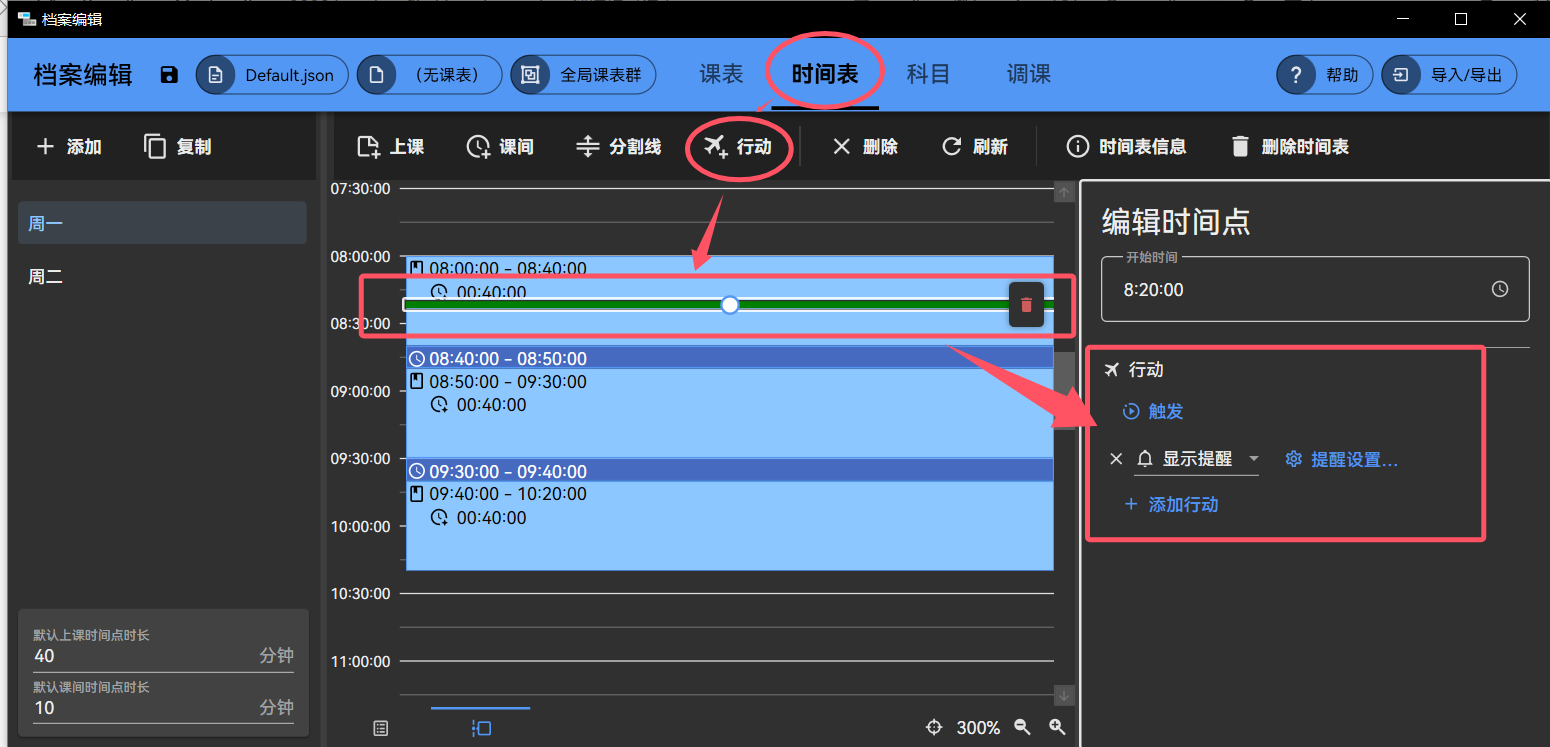 档案编辑
档案编辑 Default.json （无课表） 全局课表群 课表 时间表 科目 调课 ? 帮助 导入/导出
添加 复制 上课 课间 分割线 行动 删除 刷新 时间表信息 删除时间表
周一
周二
默认上课时间点时长
40 分钟
默认课间时间点时长
10 分钟
07:30:00
08:00:00
08:30:00
09:00:00
09:30:00
10:00:00
10:30:00
11:00:00
08:00:00 - 08:40:00
00:40:00
08:40:00 - 08:50:00
08:50:00 - 09:30:00
00:40:00
09:30:00 - 09:40:00
09:40:00 - 10:20:00
00:40:00
300%
编辑时间点
开始时间
8:20:00
行动
触发
显示提醒 提醒设置...
添加行动